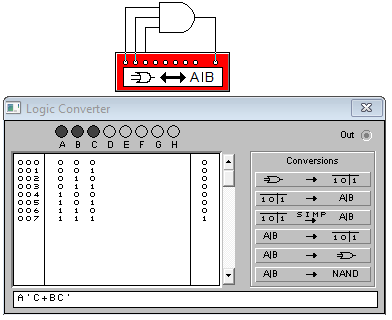 A|B
Logic Converter
A B C D E F G H
Out
000 0 0 0 0
001 0 0 1 0
002 0 1 0 0
003 0 1 1 0
004 1 0 0 0
005 1 0 1 0
006 1 1 0 0
007 1 1 1 1
Conversions
→ 1 0 | 1
1 0 | 1 → A|B
1 0 | 1 SIMP → A|B
A|B → 1 0 | 1
A|B →
A|B → NAND
A'C+BC'